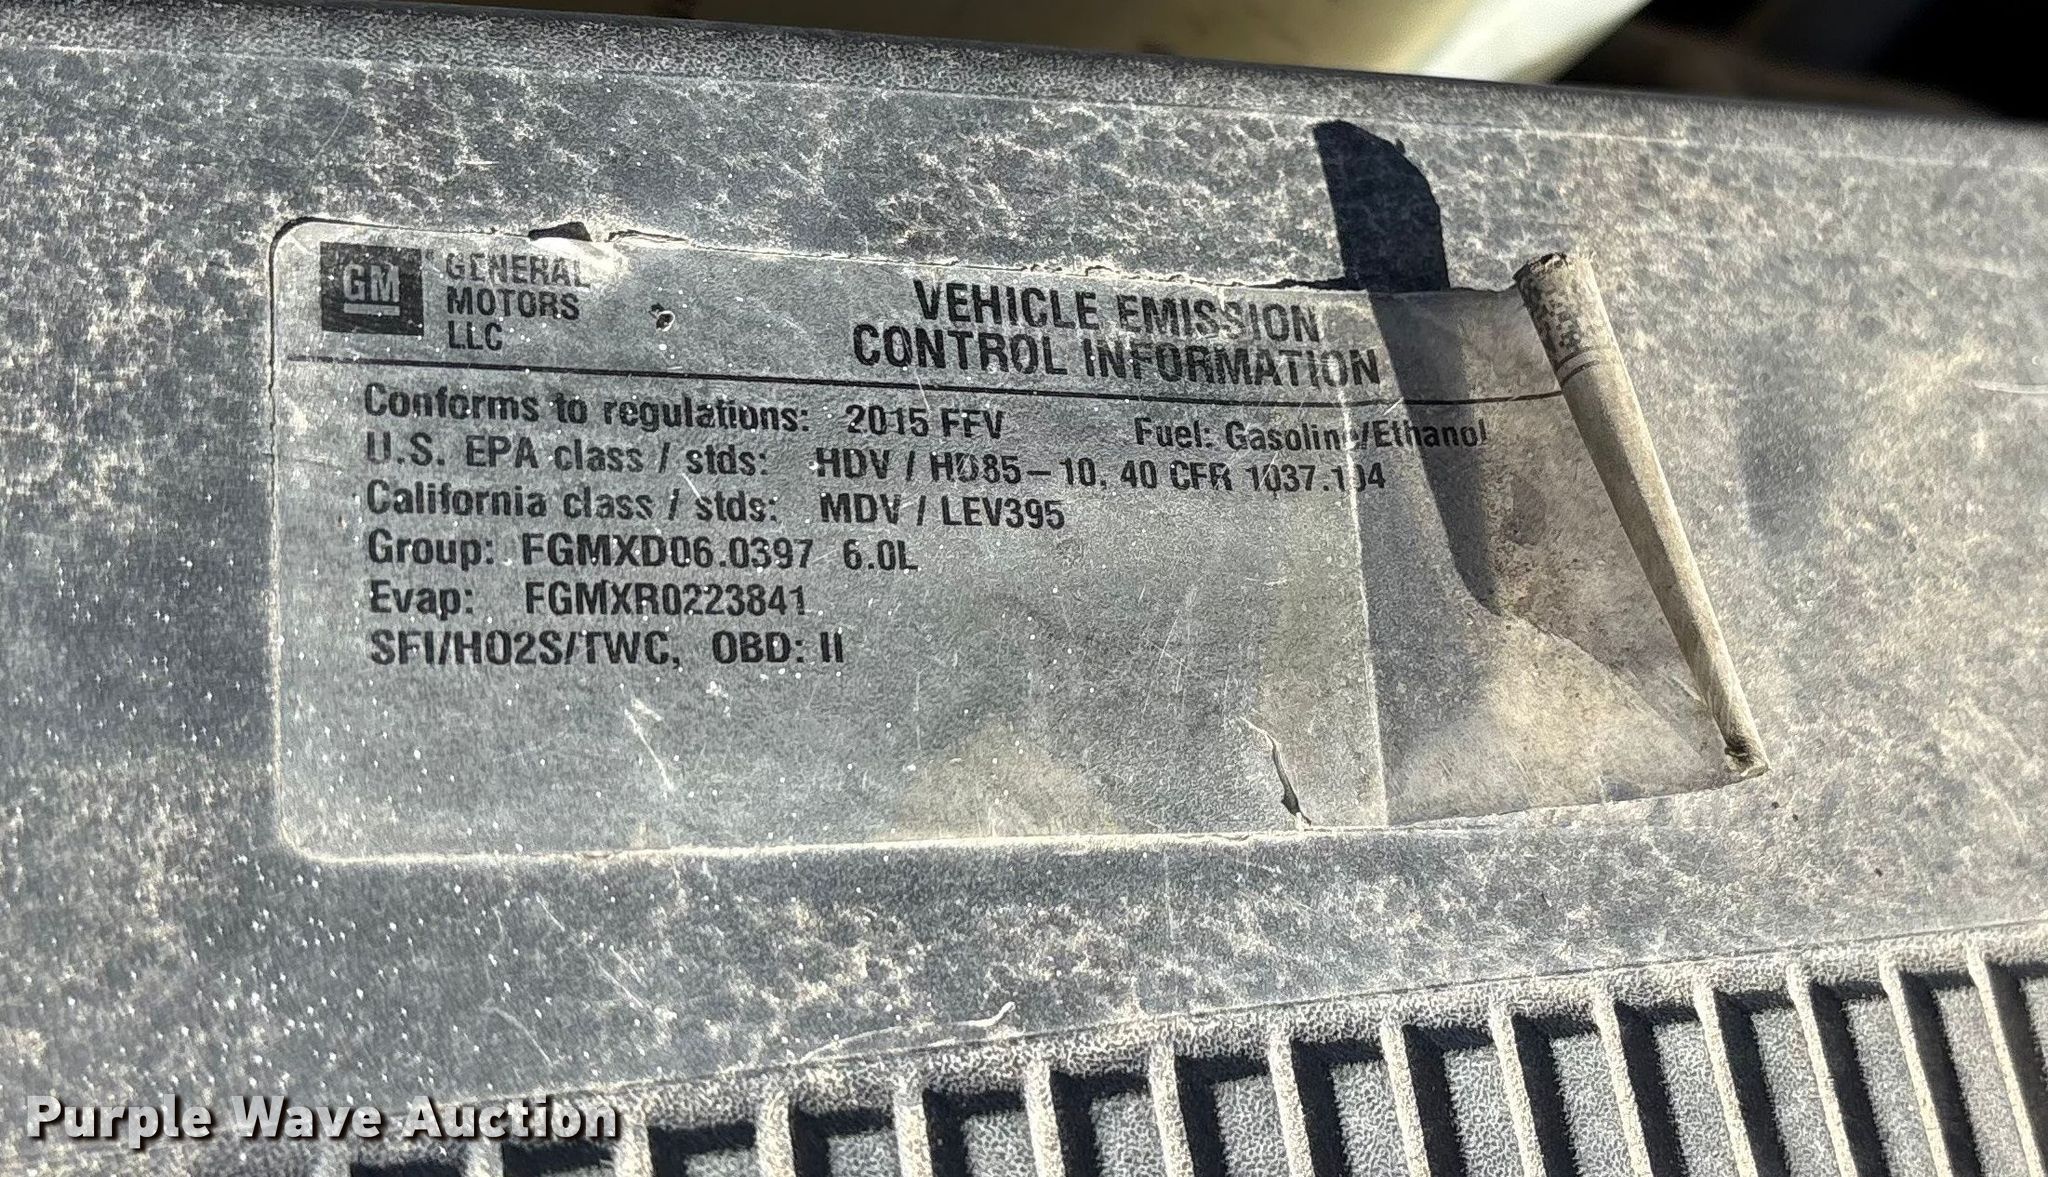 GM GENERAL
MOTORS
LLC
VEHICLE EMISSION
CONTROL INFORMATION
Conforms to regulations: 2015 FFV Fuel: Gasoline/Ethanol
U.S. EPA class / stds: HDV / HD85-10, 40 CFR 1037.104
California class / stds: MDV / LEV395
Group: FGMXD06.0397 6.0L
Evap: FGMXR0223841
SFI/HO2S/TWC, OBD: II
Purple Wave Auction